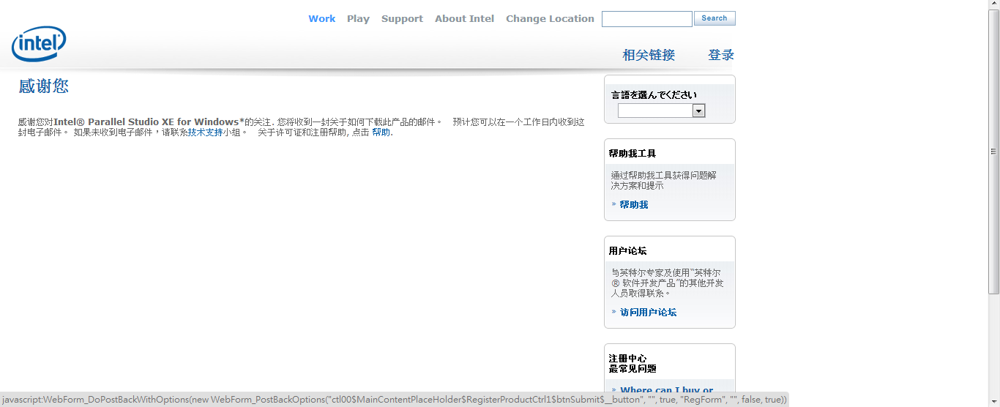 Work Play Support About Intel Change Location Search
intel
相关链接 登录
感谢您
感谢您对Intel® Parallel Studio XE for Windows*的关注. 您将收到一封关于如何下载此产品的邮件。 预计您可以在一个工作日内收到这
封电子邮件。 如果未收到电子邮件，请联系技术支持小组。 关于许可证和注册帮助, 点击 帮助.
言語を選んでください
帮助我工具
通过帮助我工具获得问题解
决方案和提示
» 帮助我
用户论坛
与英特尔专家及使用“英特尔
® 软件开发产品”的其他开发
人员取得联系。
» 访问用户论坛
注册中心
最常见问题
» Where can I buy or
javascript:WebForm_DoPostBackWithOptions(new WebForm_PostBackOptions("ctl00$MainContentPlaceHolder$RegisterProductCtrl1$btnSubmit$__button", "", true, "RegForm", "", false, true))